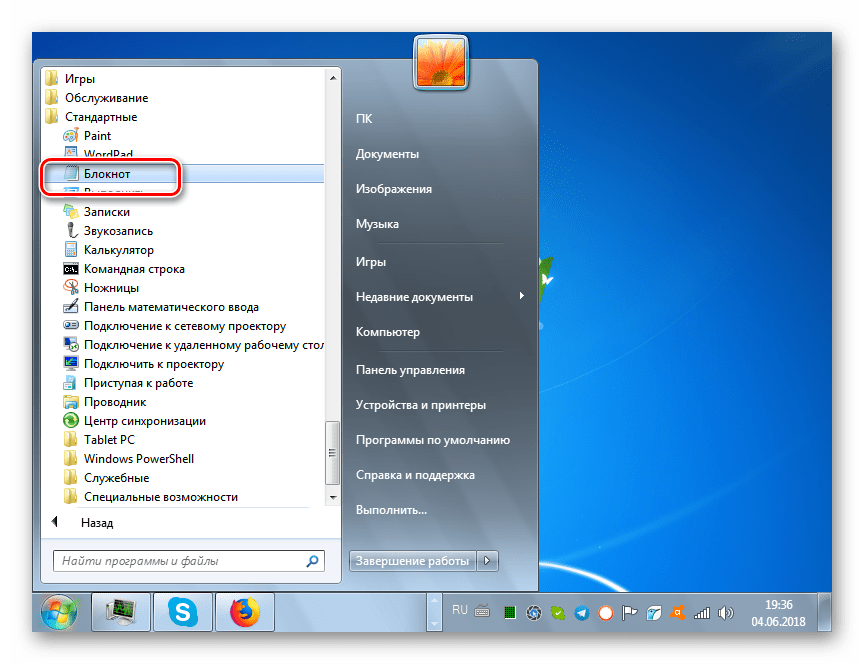 Игры
Обслуживание
Стандартные
Paint
WordPad
Блокнот
Выполнить
Записки
Звукозапись
Калькулятор
Командная строка
Ножницы
Панель математического ввода
Подключение к сетевому проектору
Подключение к удаленному рабочему стол
Подключить к проектору
Приступая к работе
Проводник
Центр синхронизации
Tablet PC
Windows PowerShell
Служебные
Специальные возможности
Назад
Найти программы и файлы
ПК
Документы
Изображения
Музыка
Игры
Недавние документы
Компьютер
Панель управления
Устройства и принтеры
Программы по умолчанию
Справка и поддержка
Выполнить...
Завершение работы
RU
19:36
04.06.2018